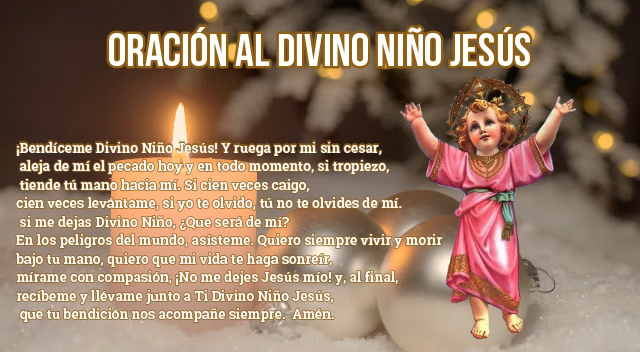 ORACIÓN AL DIVINO NIÑO JESÚS
¡Bendíceme Divino Niño Jesús! Y ruega por mi sin cesar,
aleja de mí el pecado hoy y en todo momento, si tropiezo,
tiende tú mano hacia mí. Si cien veces caigo,
cien veces levántame, si yo te olvido, tú no te olvides de mí.
si me dejas Divino Niño, ¿Que será de mí?
En los peligros del mundo, asísteme. Quiero siempre vivir y morir
bajo tu mano, quiero que mi vida te haga sonreír,
mírame con compasión, ¡No me dejes Jesús mío! y, al final,
recíbeme y llévame junto a Ti Divino Niño Jesús,
que tu bendición nos acompañe siempre. Amén.